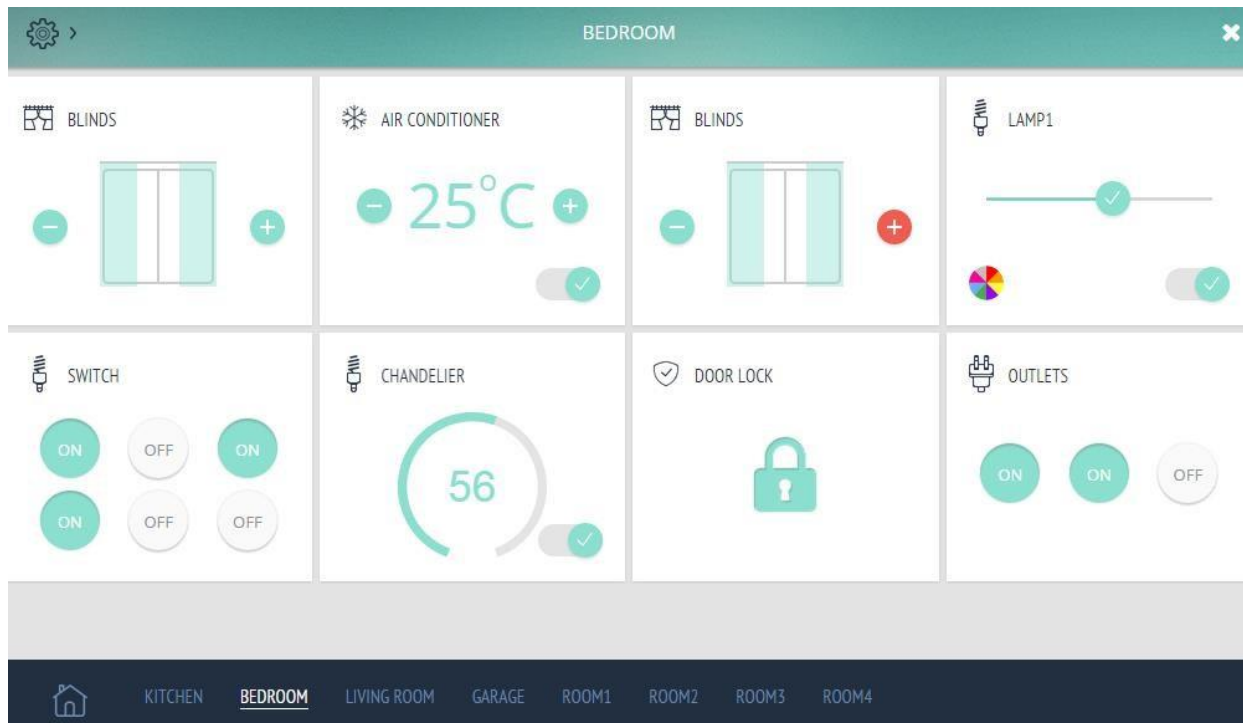 BEDROOM
BLINDS
AIR CONDITIONER
BLINDS
LAMP1
25°C
SWITCH
CHANDELIER
DOOR LOCK
OUTLETS
ON OFF ON
ON OFF OFF
56
ON ON OFF
KITCHEN BEDROOM LIVING ROOM GARAGE ROOM1 ROOM2 ROOM3 ROOM4